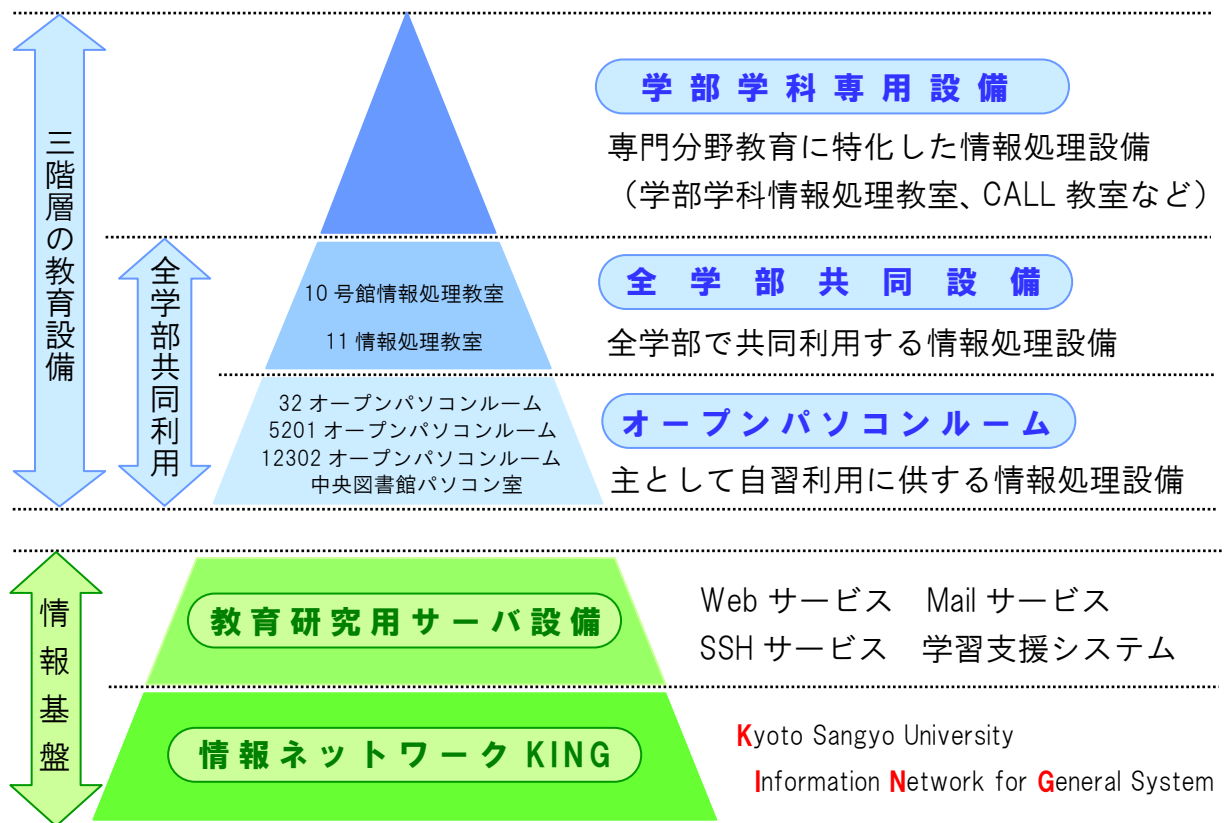 三階層の教育設備
学部学科専用設備
専門分野教育に特化した情報処理設備
(学部学科情報処理教室、CALL 教室など)
全学部共同利用
10 号館情報処理教室
11 情報処理教室
全学部共同設備
全学部で共同利用する情報処理設備
32 オープンパソコンルーム
5201 オープンパソコンルーム
12302 オープンパソコンルーム
中央図書館パソコン室
オープンパソコンルーム
主として自習利用に供する情報処理設備
情報基盤
教育研究用サーバ設備
Web サービス Mail サービス
SSH サービス 学習支援システム
情報ネットワーク KING
Kyoto Sangyo University
Information Network for General System